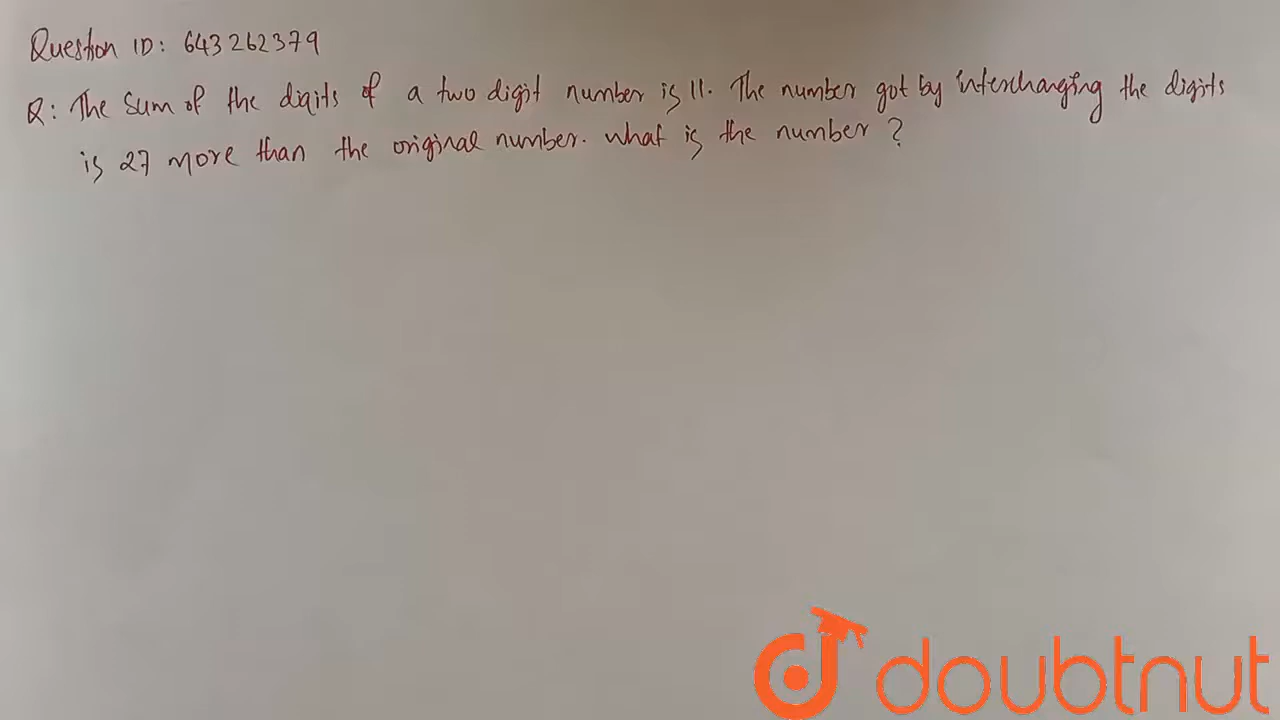 Question ID: 643262379
Q: The sum of the digits of a two digit number is 11. The number got by interchanging the digits
is 27 more than the original number. What is the number ?
doubtnut